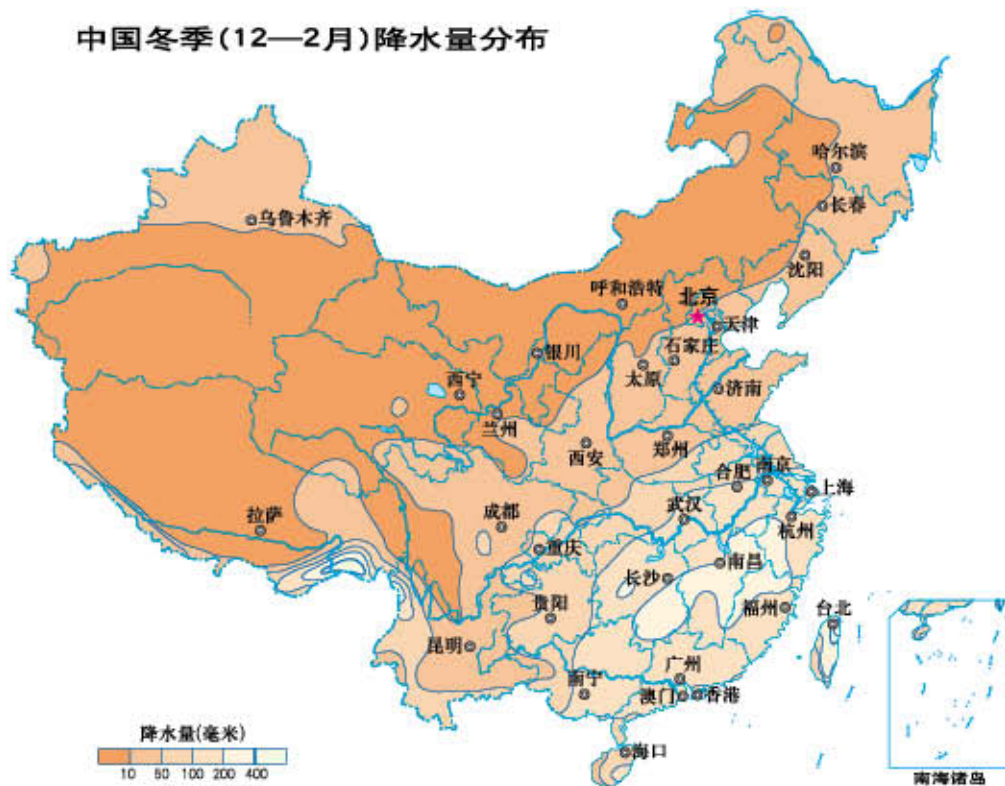 中国冬季(12—2月)降水量分布
哈尔滨
乌鲁木齐
长春
沈阳
呼和浩特
北京
天津
银川
石家庄
太原
西宁
济南
兰州
西安
郑州
合肥
南京
上海
武汉
拉萨
成都
杭州
重庆
南昌
长沙
贵阳
福州
台北
昆明
广州
南宁
澳门
香港
降水量(毫米)
10 50 100 200 400
海口
南海诸岛